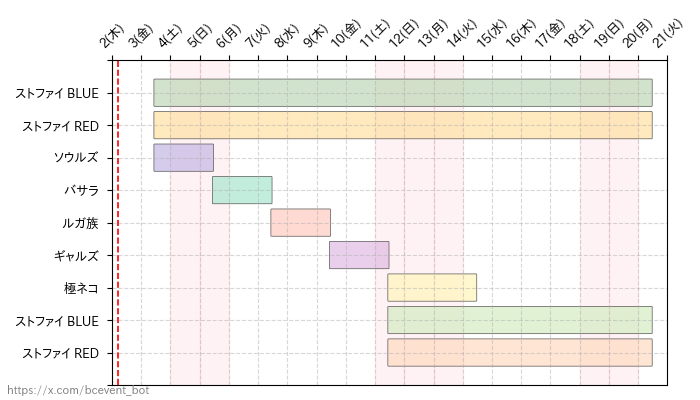 2(木) 3(金) 4(土) 5(日) 6(月) 7(火) 8(水) 9(木) 10(金) 11(土) 12(日) 13(月) 14(火) 15(水) 16(木) 17(金) 18(土) 19(日) 20(月) 21(火)
ストファイ BLUE
ストファイ RED
ソウルズ
バサラ
ルガ族
ギャルズ
極ネコ
ストファイ BLUE
ストファイ RED
https://x.com/bcevent_bot